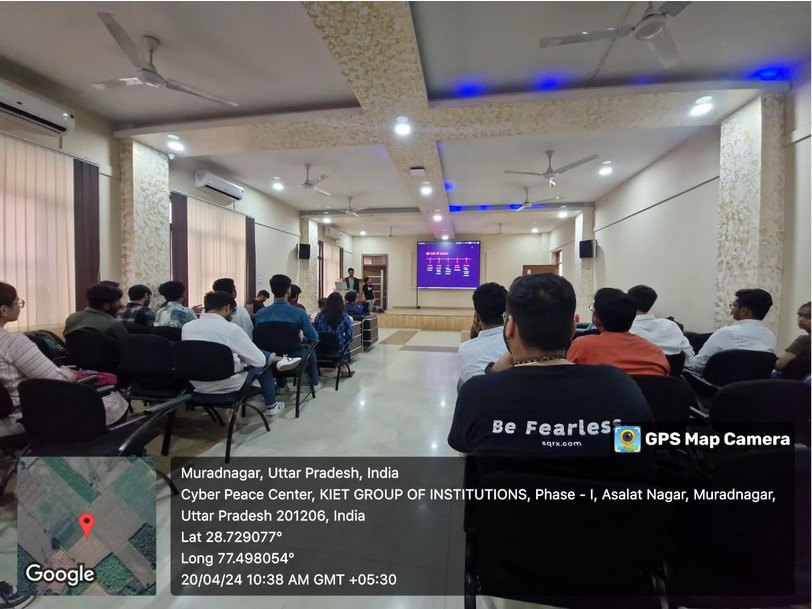 Be Fearless
sqrx.com
GPS Map Camera
Muradnagar, Uttar Pradesh, India
Cyber Peace Center, KIET GROUP OF INSTITUTIONS, Phase - I, Asalat Nagar, Muradnagar,
Uttar Pradesh 201206, India
Lat 28.729077°
Long 77.498054°
20/04/24 10:38 AM GMT +05:30
Google